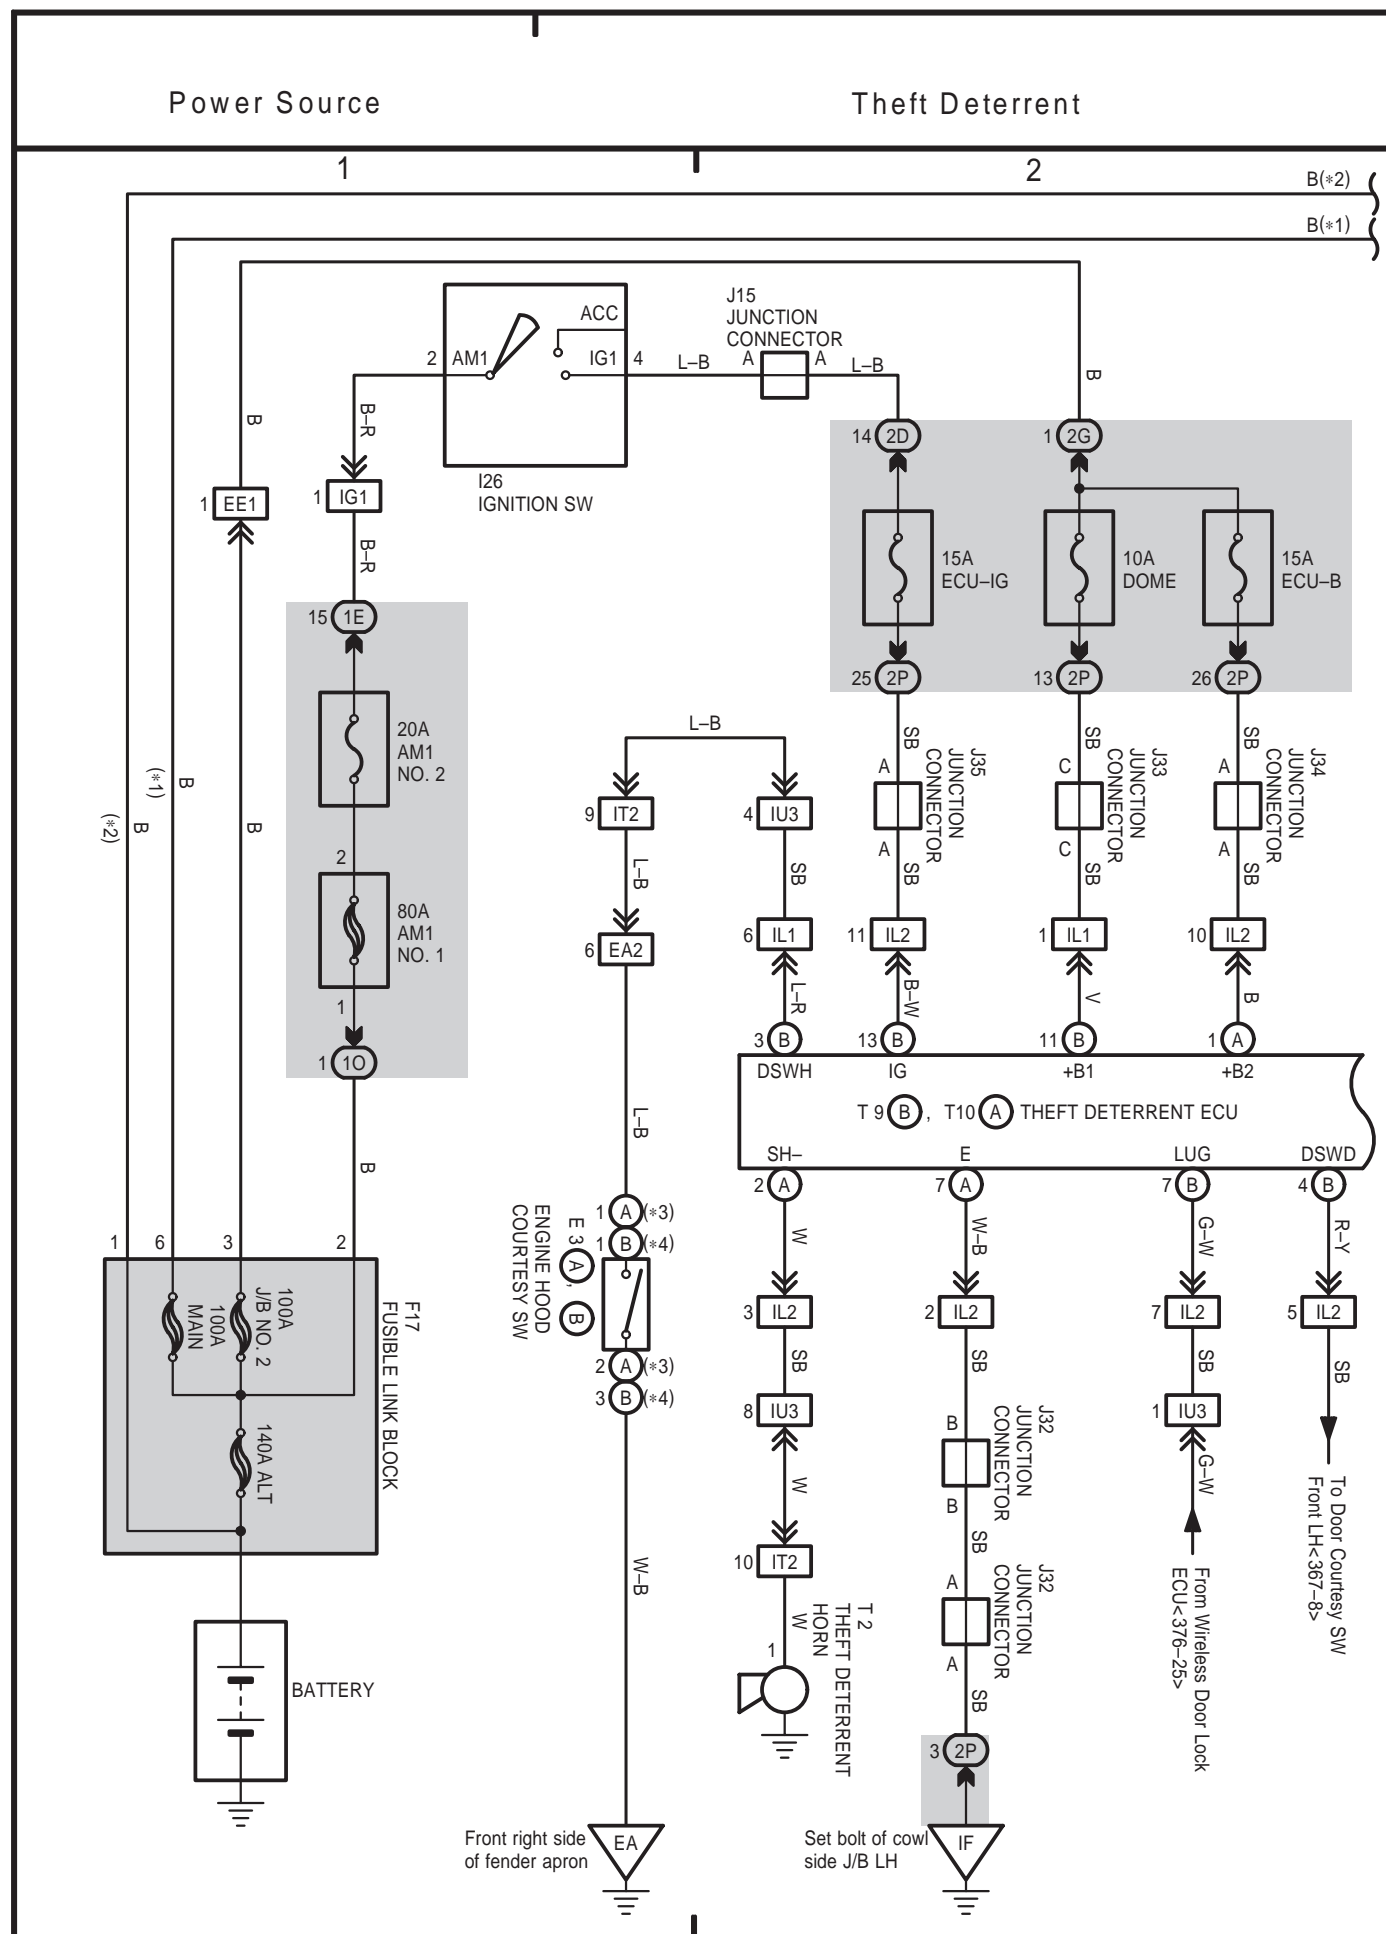 Power Source
Theft Deterrent
1
2
B(∗2)
B(∗1)
J15
JUNCTION
CONNECTOR
ACC
2 AM1
IG1 4
L–B
A
A
L–B
B
B–R
B
I26
IGNITION SW
14 2D
1 2G
1 EE1
1 IG1
B–R
15A
ECU–IG
10A
DOME
15A
ECU–B
15 1E
25 2P
13 2P
26 2P
20A
AM1
NO. 2
L–B
SB
J35
JUNCTION
CONNECTOR
A
A
SB
SB
J33
JUNCTION
CONNECTOR
C
C
SB
SB
J34
JUNCTION
CONNECTOR
A
A
SB
B
(∗2)
B
(∗1)
B
9 IT2
4 IU3
2
80A
AM1
NO. 1
1
L–B
SB
6 EA2
6 IL1
11 IL2
1 IL1
10 IL2
L–R
B–W
V
B
1 1O
3 B
13 B
11 B
1 A
DSWH
IG
+B1
+B2
T 9 B , T10 A THEFT DETERRENT ECU
L–B
B
SH–
E
LUG
DSWD
2 A
7 A
7 B
4 B
1 A (∗3)
1 B (∗4)
E 3 A , B
ENGINE HOOD
COURTESY SW
2 A (∗3)
3 B (∗4)
W
W–B
G–W
R–Y
1
6
3
2
100A
J/B NO. 2
100A
MAIN
140A ALT
F17
FUSIBLE LINK BLOCK
3 IL2
2 IL2
7 IL2
5 IL2
SB
SB
SB
SB
8 IU3
1 IU3
J32
JUNCTION
CONNECTOR
B
B
W
G–W
To Door Courtesy SW
Front LH<367–8>
10 IT2
SB
J32
JUNCTION
CONNECTOR
A
A
From Wireless Door Lock
ECU<376–25>
W–B
W
T 2
THEFT DETERRENT
HORN
1
SB
BATTERY
3 2P
Front right side
of fender apron
EA
Set bolt of cowl
side J/B LH
IF